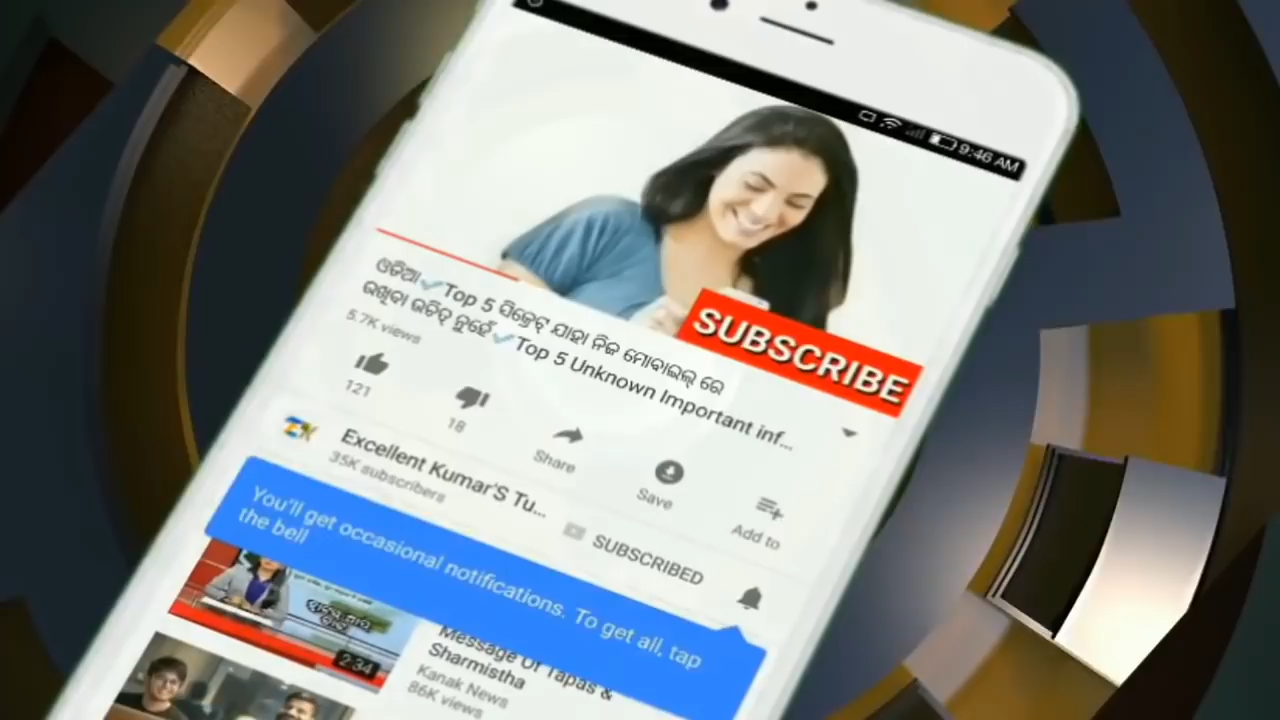 9:46 AM
ଓଡିଆ✓Top 5 ସିକ୍ରେଟ୍ ଯାହା ନିଜ ମୋବାଇଲ୍ ରେ
ରଖିବା ଉଚିତ୍ ନୁହେଁ✓Top 5 Unknown Important inf...
SUBSCRIBE
5.7K views
121
18
Share
Save
Add to
Excellent Kumar'S Tu...
35K subscribers
SUBSCRIBED
You'll get occasional notifications. To get all, tap
the bell
2:34
Message Of Tapas &
Sharmistha
Kanak News
86K views